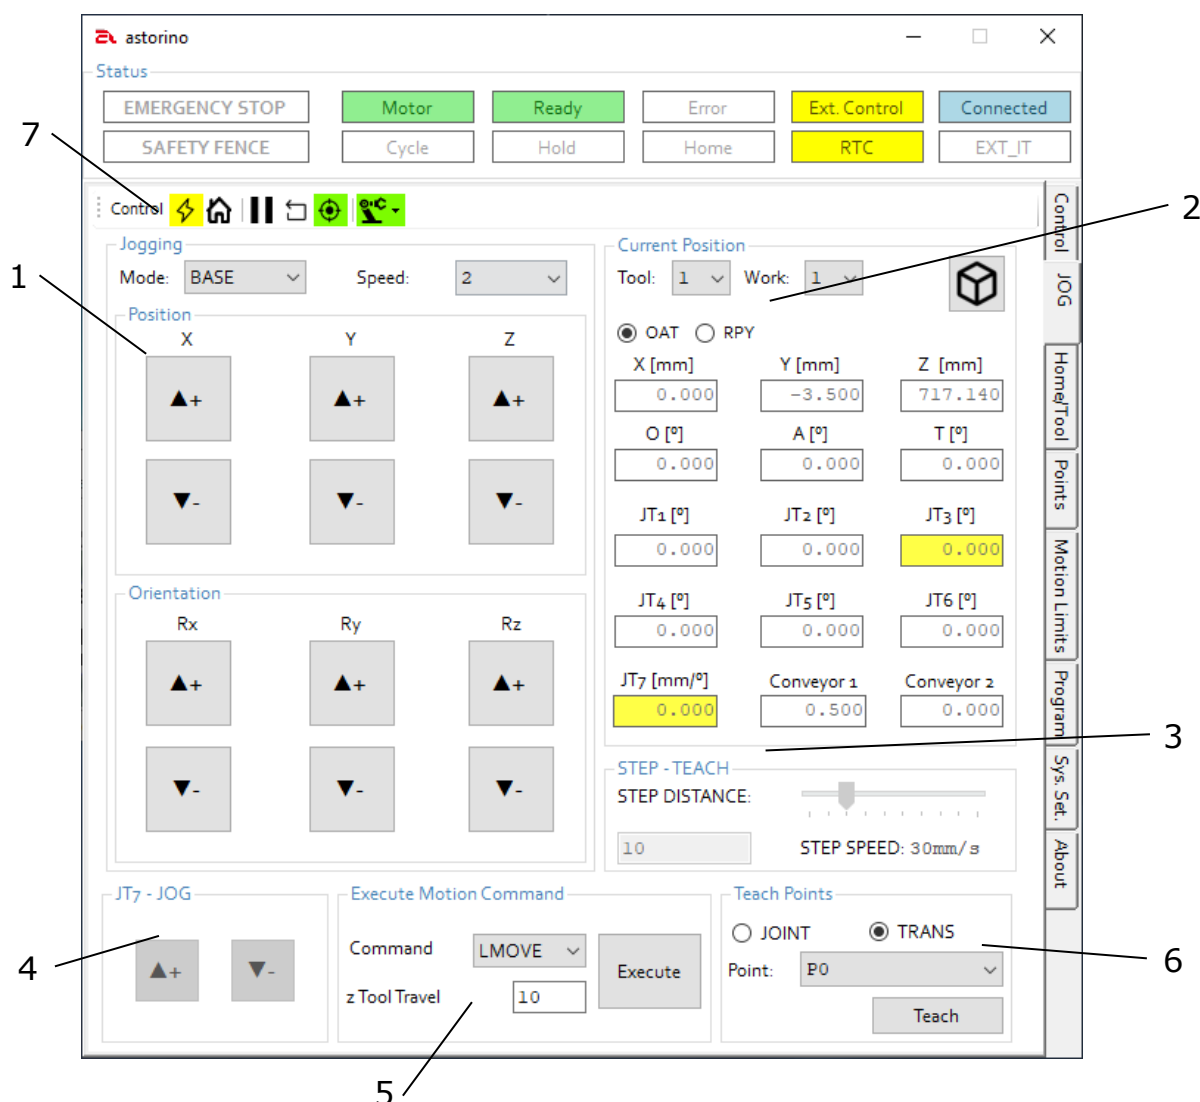 astorino
Status
EMERGENCY STOP Motor Ready Error Ext. Control Connected
SAFETY FENCE Cycle Hold Home RTC EXT_IT
7
Control
2
Jogging
Mode: BASE Speed: 2
Current Position
Tool: 1 Work: 1
1
Position
X Y Z
OAT RPY
X [mm] Y [mm] Z [mm]
0.000 -3.500 717.140
+ + +
O [º] A [º] T [º]
0.000 0.000 0.000
- - -
JT1 [º] JT2 [º] JT3 [º]
0.000 0.000 0.000
Orientation
Rx Ry Rz
JT4 [º] JT5 [º] JT6 [º]
0.000 0.000 0.000
+ + +
JT7 [mm/º] Conveyor 1 Conveyor 2
0.000 0.500 0.000
3
- - -
STEP - TEACH
STEP DISTANCE:
10 STEP SPEED: 30mm/s
JT7 - JOG
+ -
4
Execute Motion Command
Command LMOVE
z Tool Travel 10
Execute
5
Teach Points
JOINT TRANS
Point: P0
Teach
6
Control
JOG
Home/Tool
Points
Motion Limits
Program
Sys. Set.
About